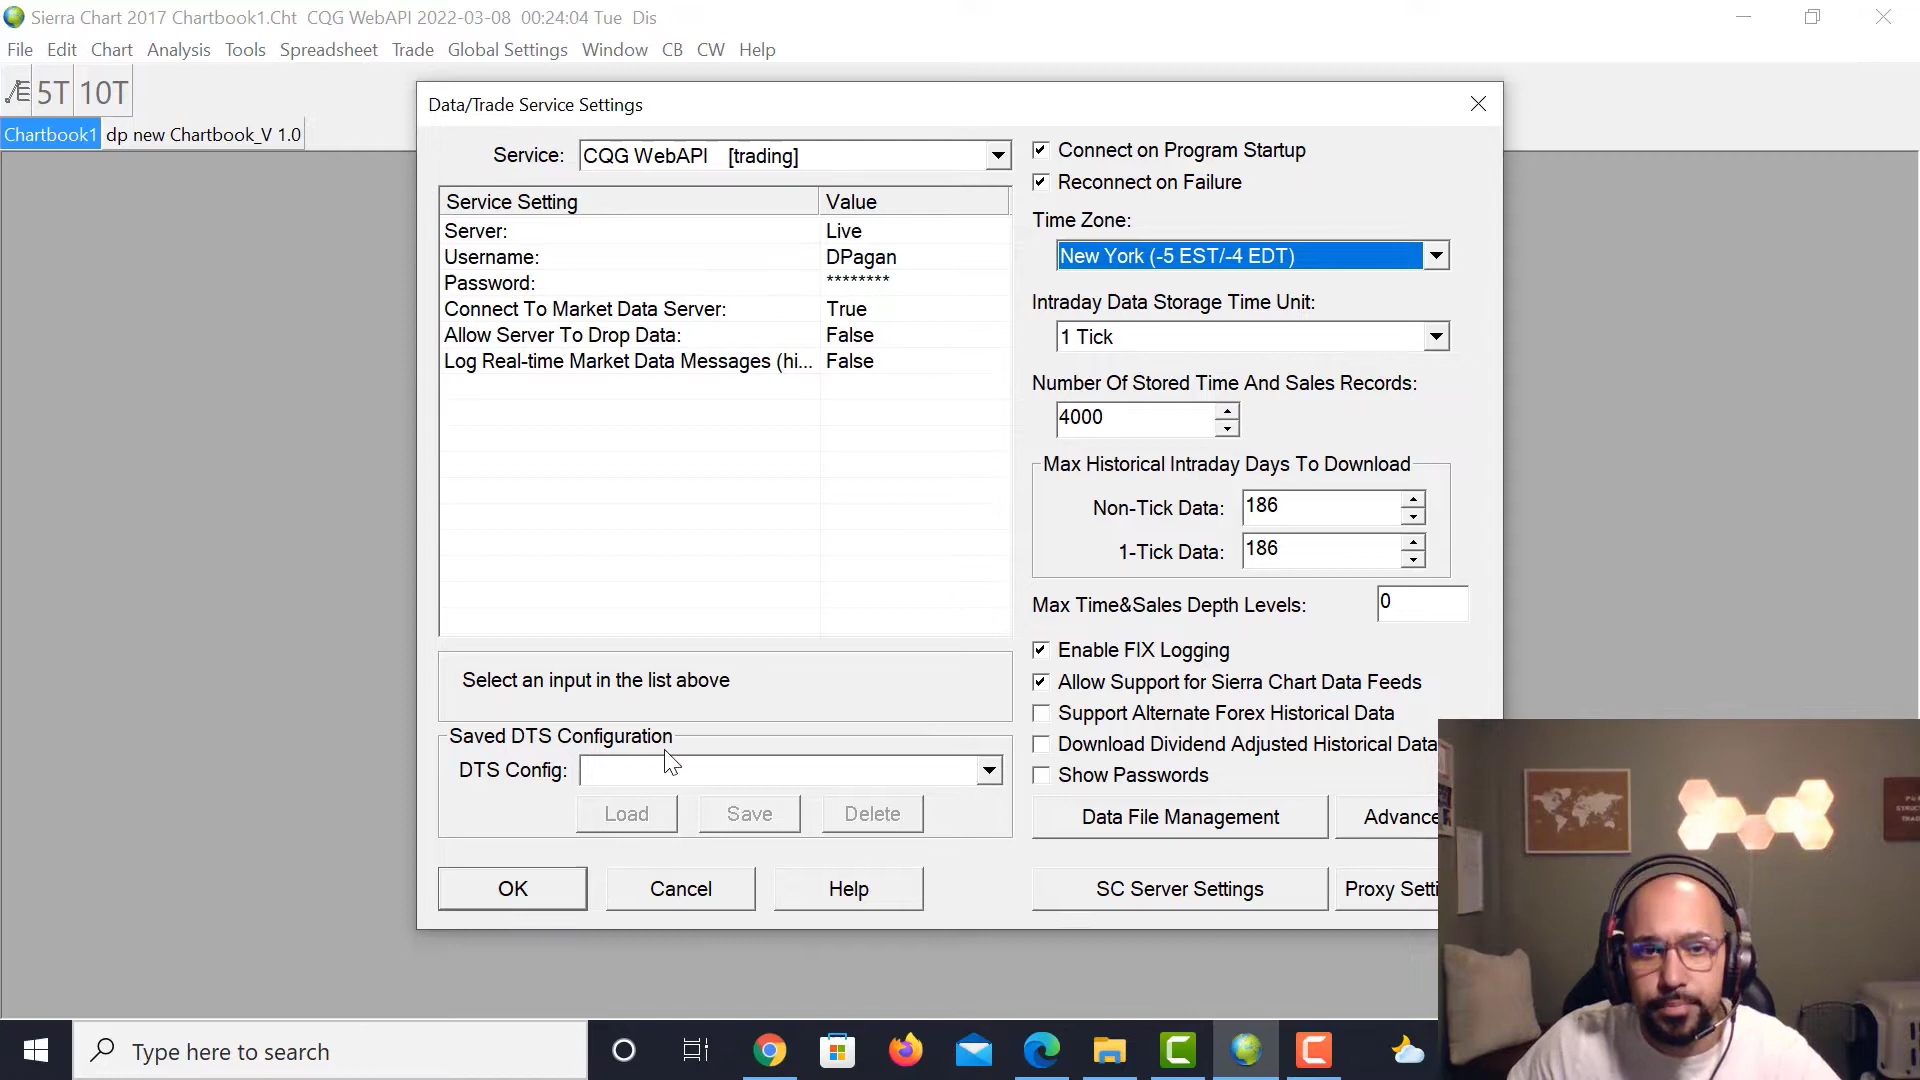 Sierra Chart 2017 Chartbook1.Cht CQG WebAPI 2022-03-08 00:24:04 Tue Dis
File Edit Chart Analysis Tools Spreadsheet Trade Global Settings Window CB CW Help
5T 10T
Chartbook1 dp new Chartbook_V 1.0
Data/Trade Service Settings
Service: CQG WebAPI [trading]
Service Setting Value
Server: Live
Username: DPagan
Password: ********
Connect To Market Data Server: True
Allow Server To Drop Data: False
Log Real-time Market Data Messages (hi... False
Select an input in the list above
Saved DTS Configuration
DTS Config:
Load Save Delete
OK Cancel Help
Connect on Program Startup
Reconnect on Failure
Time Zone:
New York (-5 EST/-4 EDT)
Intraday Data Storage Time Unit:
1 Tick
Number Of Stored Time And Sales Records:
4000
Max Historical Intraday Days To Download
Non-Tick Data: 186
1-Tick Data: 186
Max Time&Sales Depth Levels: 0
Enable FIX Logging
Allow Support for Sierra Chart Data Feeds
Support Alternate Forex Historical Data
Download Dividend Adjusted Historical Data
Show Passwords
Data File Management Advance
SC Server Settings Proxy Setti
Type here to search